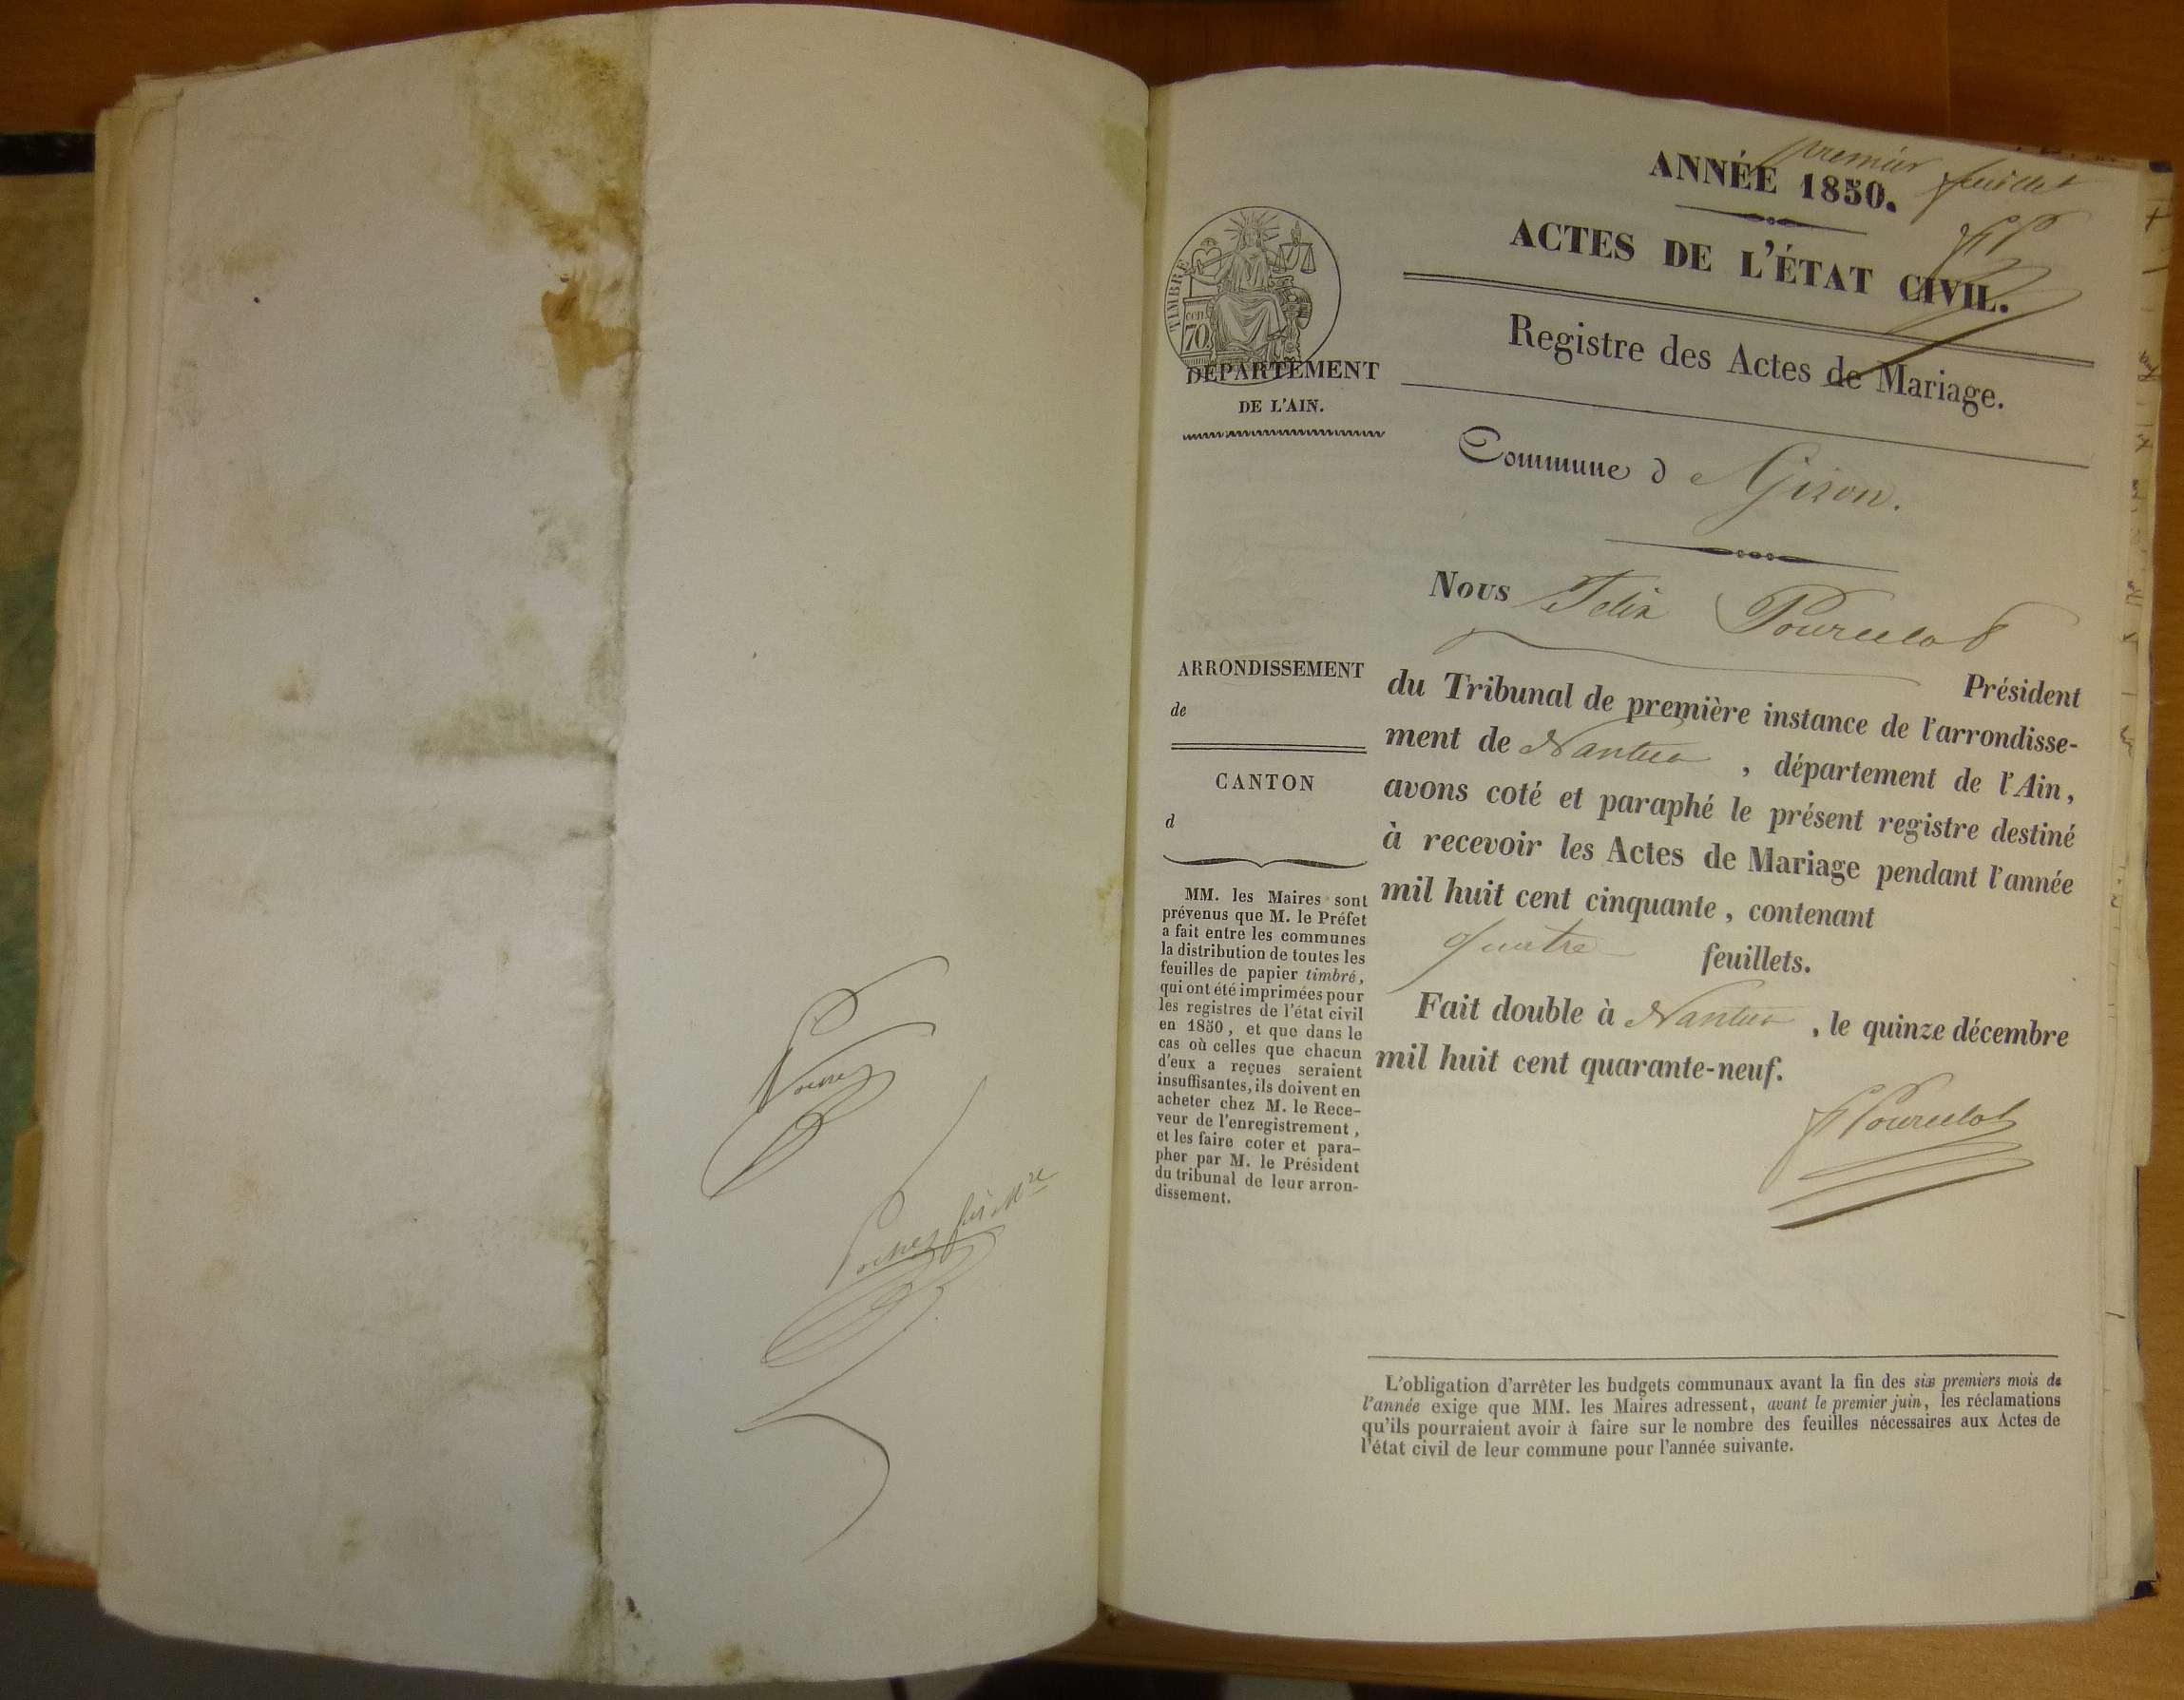 premier feuillet
ANNÉE 1850.
ACTES DE L'ÉTAT CIVIL.
Registre des Actes de Mariage.
TIMBRE
cen
70
DÉPARTEMENT
DE L'AIN.
Commune d e Giron.
Nous Felix Pourcelot
Président
du Tribunal de première instance de l'arrondisse-
ment de Nantua , département de l'Ain,
avons coté et paraphé le présent registre destiné
à recevoir les Actes de Mariage pendant l'année
mil huit cent cinquante, contenant
quatre feuillets.
Fait double à Nantua , le quinze décembre
mil huit cent quarante-neuf.
F Pourcelot
ARRONDISSEMENT
de
CANTON
d
MM. les Maires sont
prévenus que M. le Préfet
a fait entre les communes
la distribution de toutes les
feuilles de papier timbré,
qui ont été imprimées pour
les registres de l'état civil
en 1850, et que dans le
cas où celles que chacun
d'eux a reçues seraient
insuffisantes, ils doivent en
acheter chez M. le Rece-
veur de l'enregistrement,
et les faire coter et para-
pher par M. le Président
du tribunal de leur arron-
dissement.
L'obligation d'arrêter les budgets communaux avant la fin des six premiers mois de
l'année exige que MM. les Maires adressent, avant le premier juin, les réclamations
qu'ils pourraient avoir à faire sur le nombre des feuilles nécessaires aux Actes de
l'état civil de leur commune pour l'année suivante.